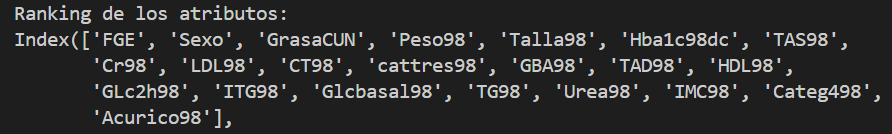 Ranking de los atributos:
Index(['FGE', 'Sexo', 'GrasaCUN', 'Peso98', 'Talla98', 'Hba1c98dc', 'TAS98',
'Cr98', 'LDL98', 'CT98', 'cattres98', 'GBA98', 'TAD98', 'HDL98',
'GLc2h98', 'ITG98', 'Glcbasal98', 'TG98', 'Urea98', 'IMC98', 'Categ498',
'Acurico98'],